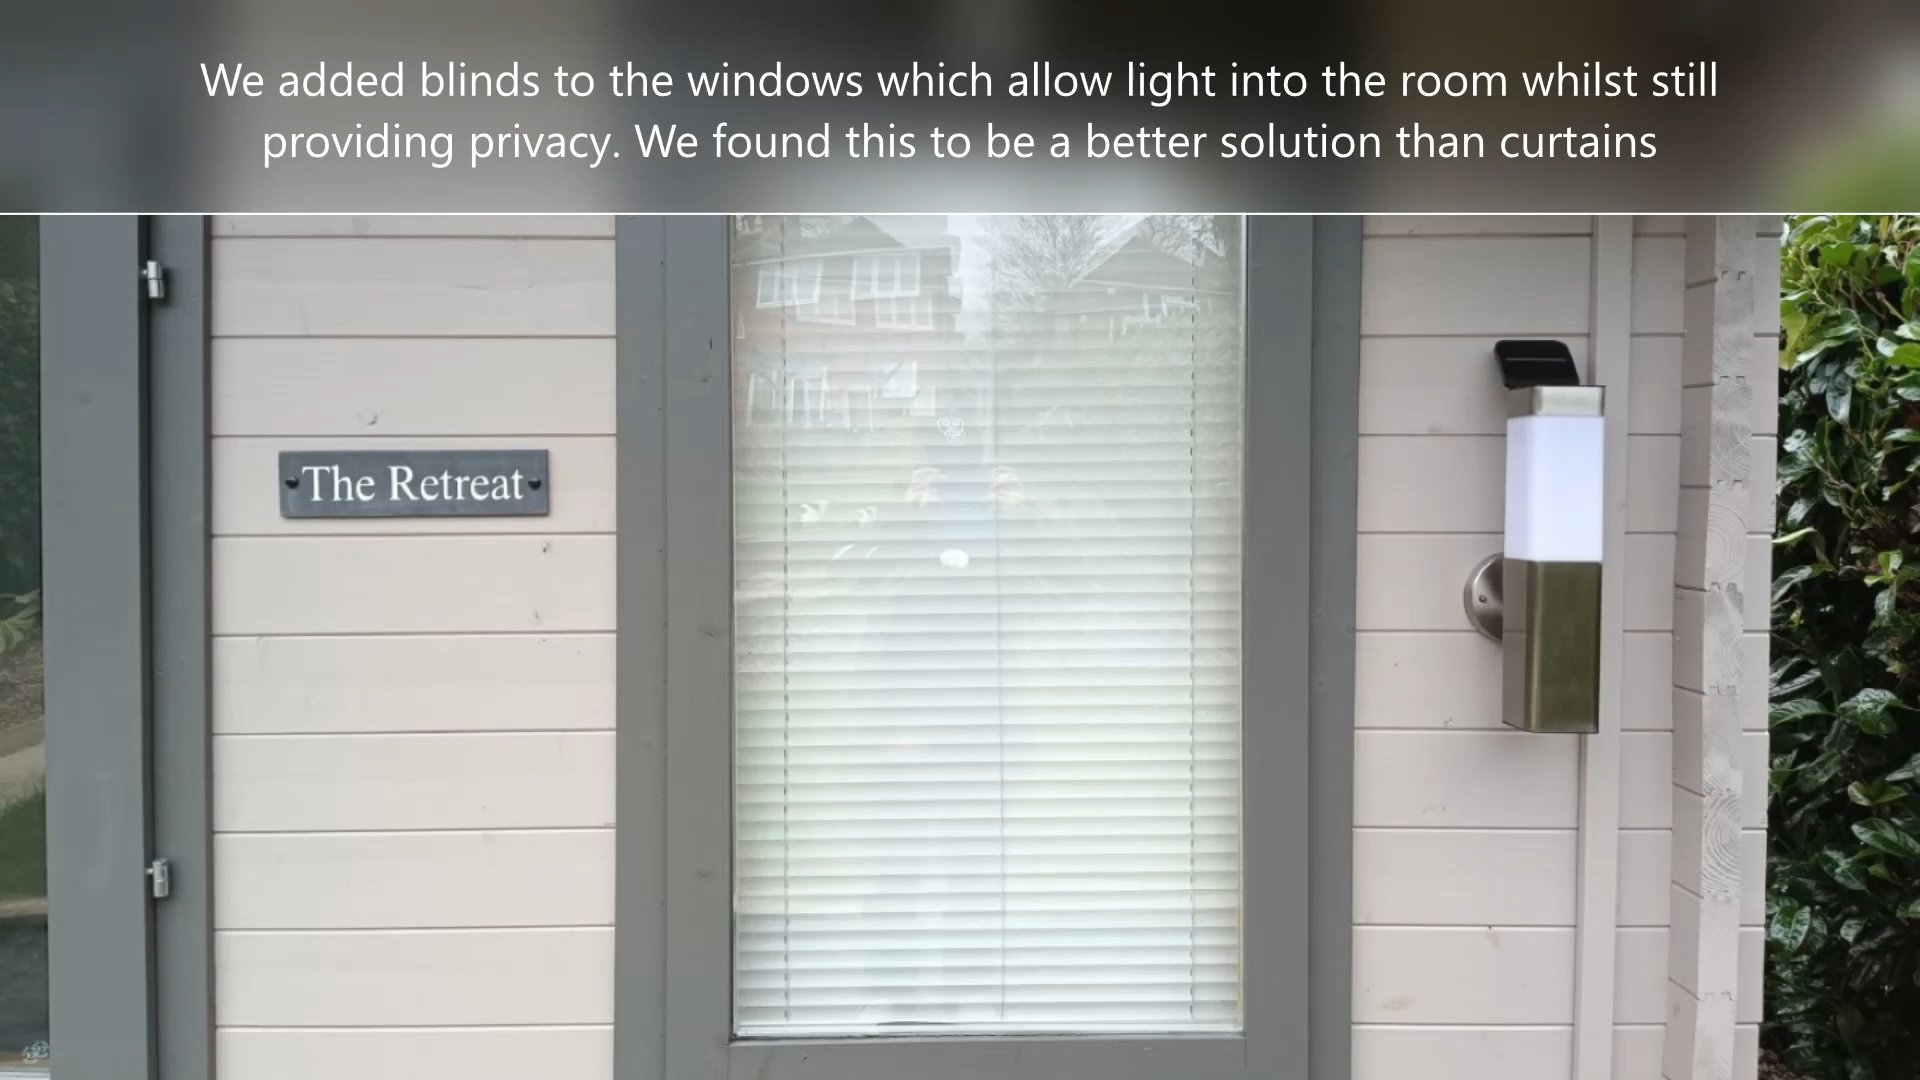 We added blinds to the windows which allow light into the room whilst still
providing privacy. We found this to be a better solution than curtains
The Retreat